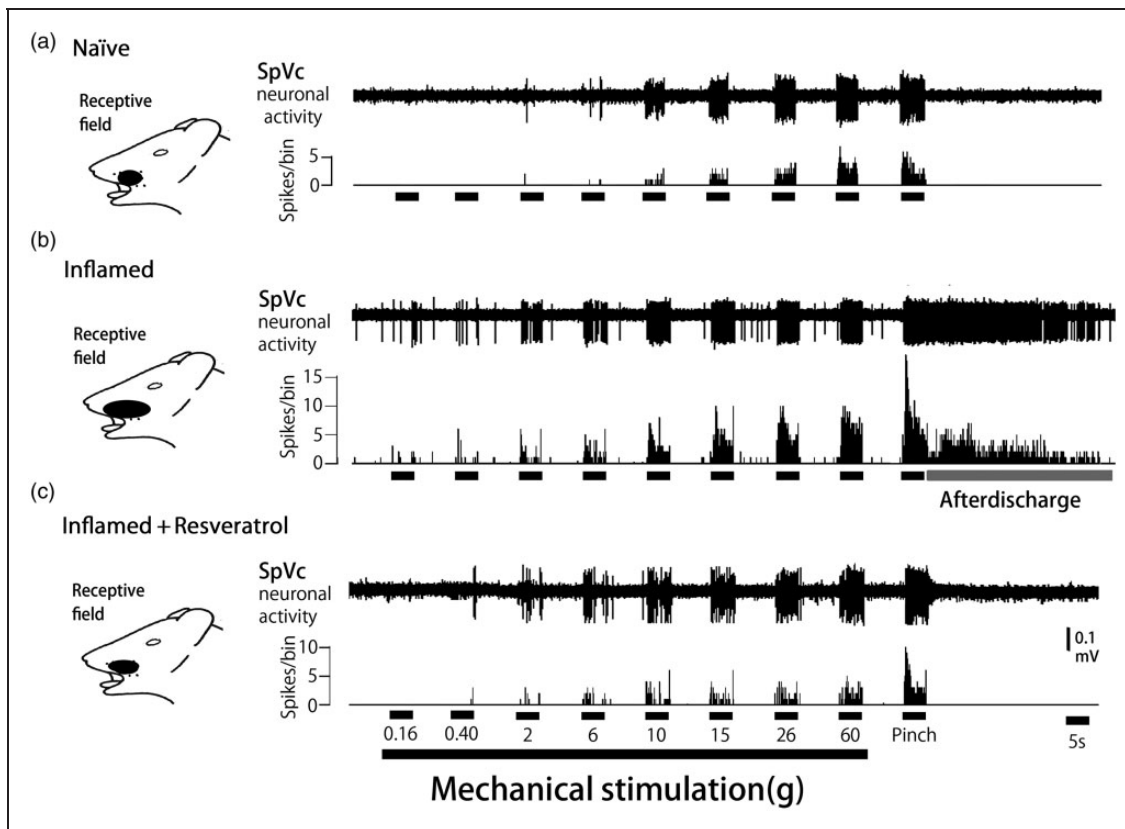 (a) Naïve
Receptive
field
SpVc
neuronal
activity
Spikes/bin
5
0
(b)
Inflamed
Receptive
field
SpVc
neuronal
activity
Spikes/bin
15
10
5
0
Afterdischarge
(c)
Inflamed + Resveratrol
Receptive
field
SpVc
neuronal
activity
0.1
mV
Spikes/bin
10
5
0
0.16 0.40 2 6 10 15 26 60 Pinch 5s
Mechanical stimulation(g)